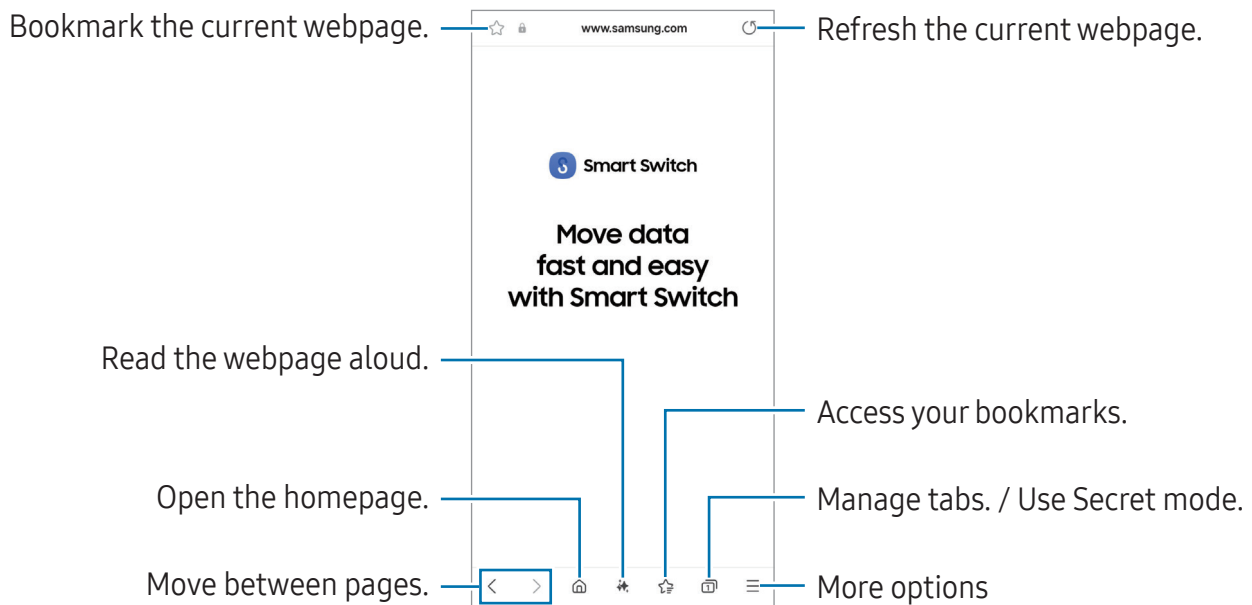 Bookmark the current webpage.
www.samsung.com
Refresh the current webpage.
Smart Switch
Move data
fast and easy
with Smart Switch
Read the webpage aloud.
Access your bookmarks.
Open the homepage.
Manage tabs. / Use Secret mode.
Move between pages.
1
More options